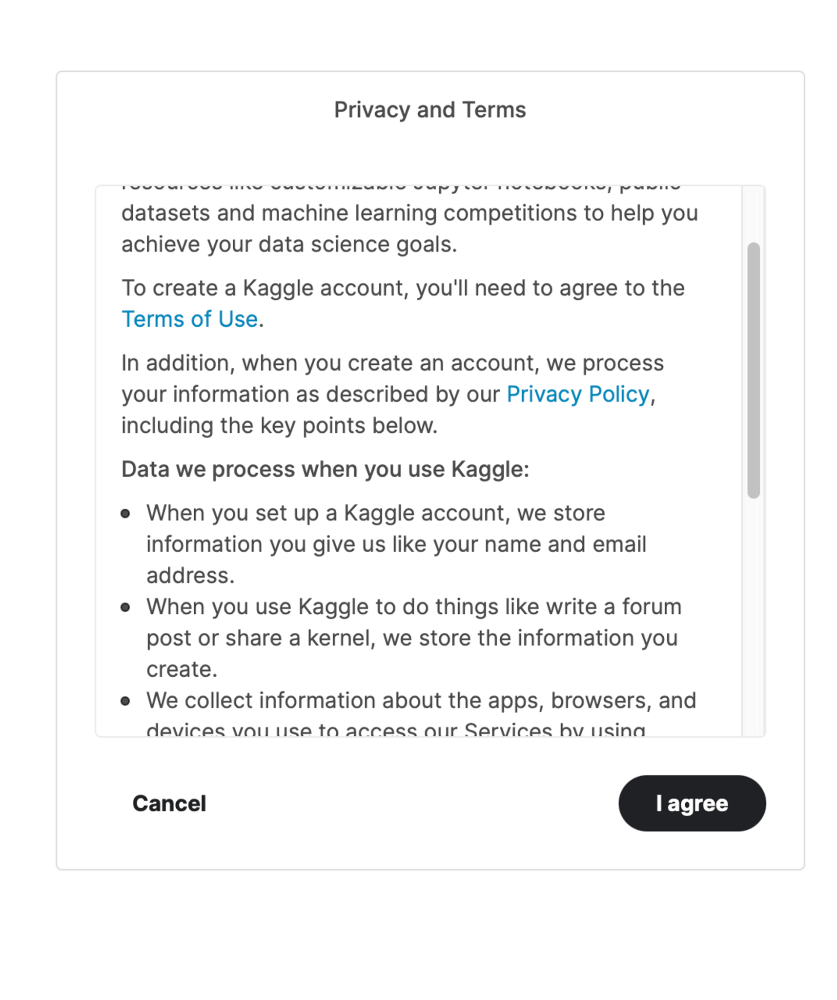 Privacy and Terms
resources like customizable Jupyter notebooks, public
datasets and machine learning competitions to help you
achieve your data science goals.
To create a Kaggle account, you'll need to agree to the
Terms of Use.
In addition, when you create an account, we process
your information as described by our Privacy Policy,
including the key points below.
Data we process when you use Kaggle:
When you set up a Kaggle account, we store
information you give us like your name and email
address.
When you use Kaggle to do things like write a forum
post or share a kernel, we store the information you
create.
We collect information about the apps, browsers, and
devices you use to access our Services by using
Cancel
I agree